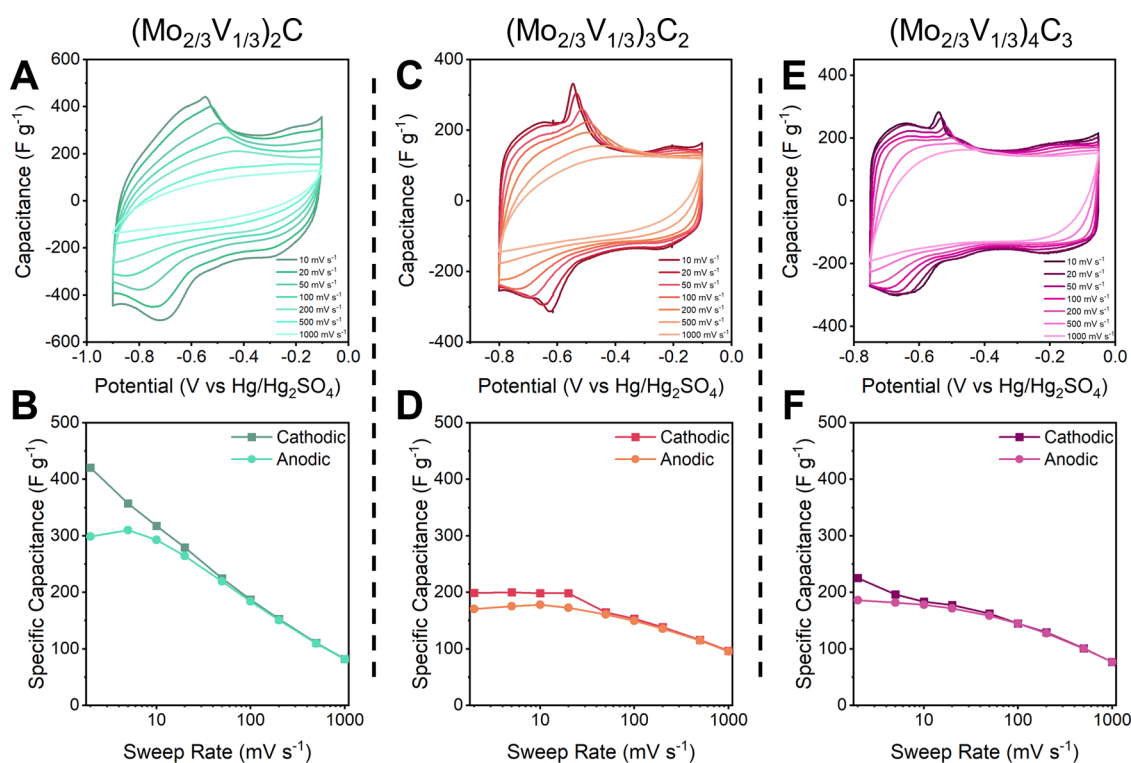 (Mo2/3V1/3)2C
(Mo2/3V1/3)3C2
(Mo2/3V1/3)4C3
A
Capacitance (F g-1)
600
400
200
0
-200
-400
-600
10 mV s-1
20 mV s-1
50 mV s-1
100 mV s-1
200 mV s-1
500 mV s-1
1000 mV s-1
-1.0 -0.8 -0.6 -0.4 -0.2 0.0
Potential (V vs Hg/Hg2SO4)
C
Capacitance (F g-1)
400
200
0
-200
-400
10 mV s-1
20 mV s-1
50 mV s-1
100 mV s-1
200 mV s-1
500 mV s-1
1000 mV s-1
-0.8 -0.6 -0.4 -0.2 0.0
Potential (V vs Hg/Hg2SO4)
E
Capacitance (F g-1)
400
200
0
-200
-400
10 mV s-1
20 mV s-1
50 mV s-1
100 mV s-1
200 mV s-1
500 mV s-1
1000 mV s-1
-0.8 -0.6 -0.4 -0.2 0.0
Potential (V vs Hg/Hg2SO4)
B
Specific Capacitance (F g-1)
500
400
300
200
100
0
Cathodic
Anodic
10 100 1000
Sweep Rate (mV s-1)
D
Specific Capacitance (F g-1)
500
400
300
200
100
0
Cathodic
Anodic
10 100 1000
Sweep Rate (mV s-1)
F
Specific Capacitance (F g-1)
500
400
300
200
100
0
Cathodic
Anodic
10 100 1000
Sweep Rate (mV s-1)